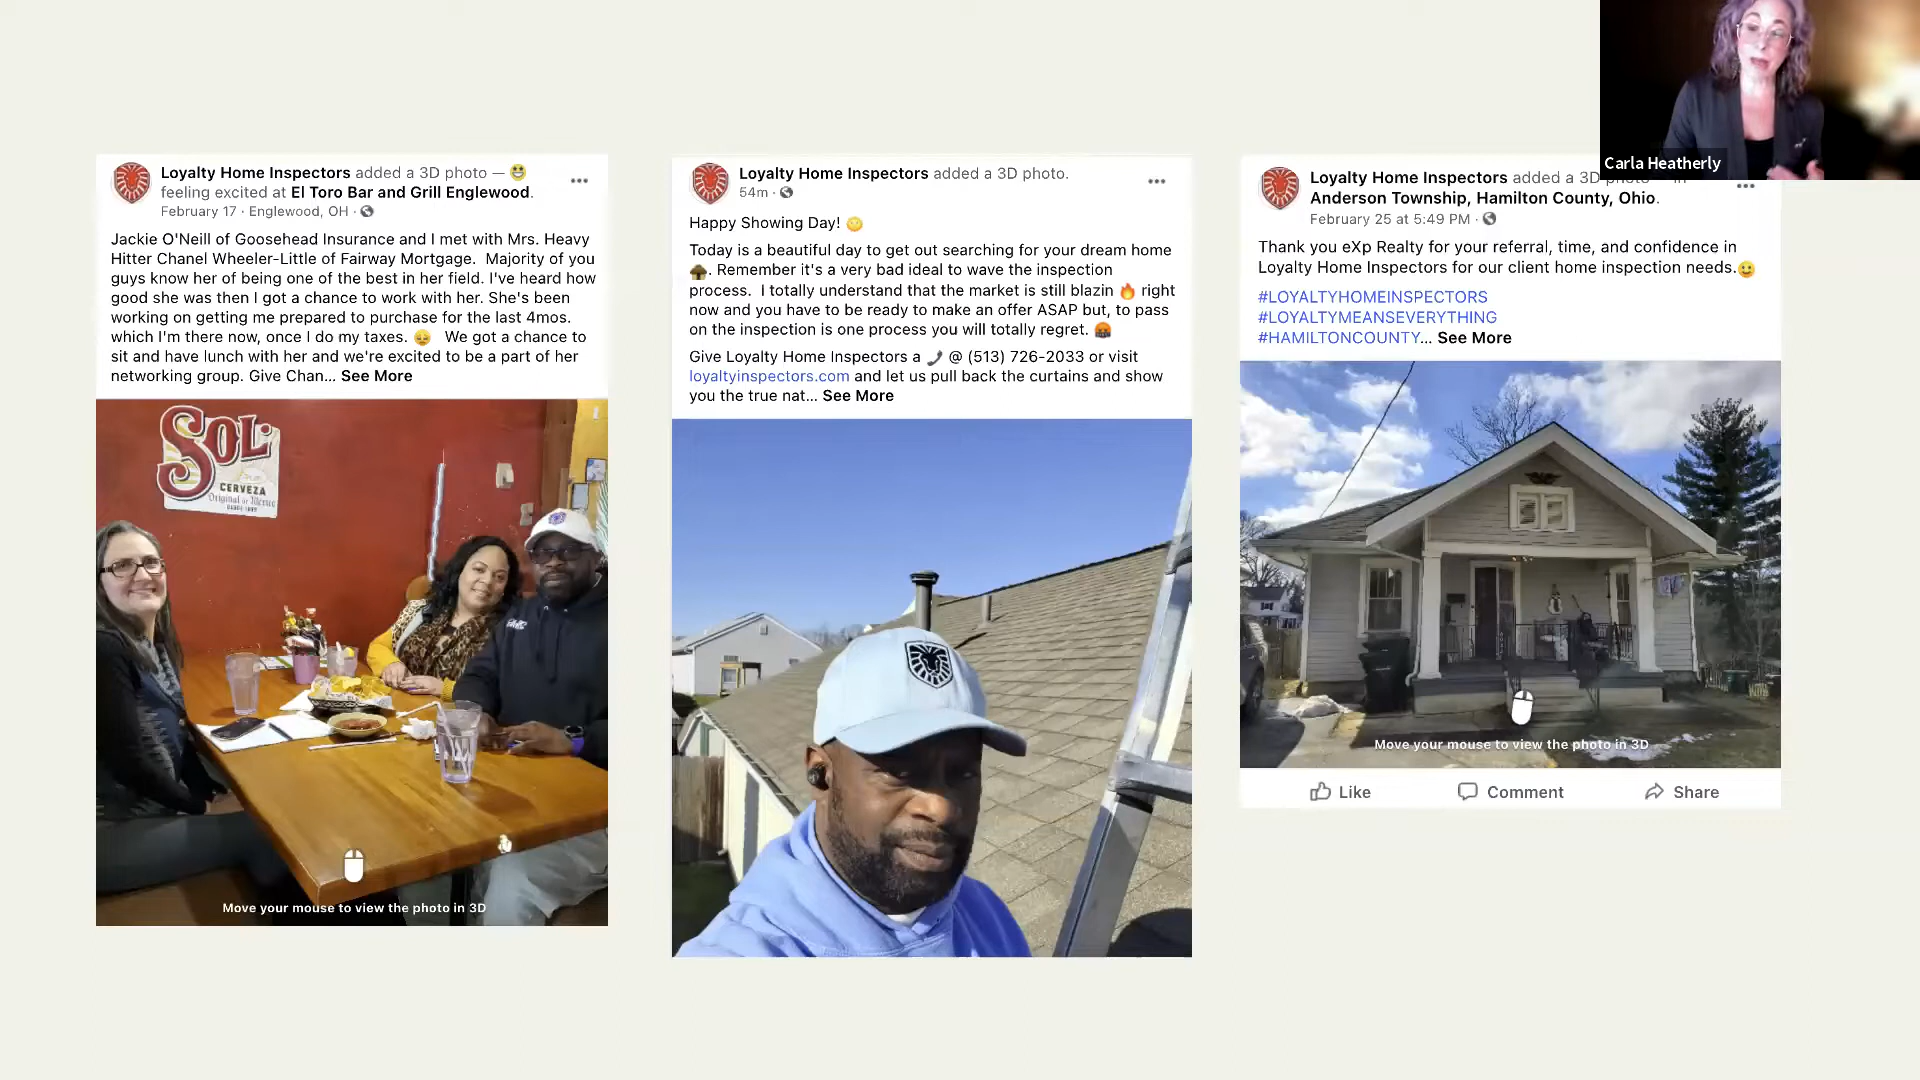 Carla Heatherly
Loyalty Home Inspectors added a 3D photo — 😆
feeling excited at El Toro Bar and Grill Englewood.
February 17 · Englewood, OH ·
Jackie O'Neill of Goosehead Insurance and I met with Mrs. Heavy
Hitter Chanel Wheeler-Little of Fairway Mortgage. Majority of you
guys know her of being one of the best in her field. I've heard how
good she was then I got a chance to work with her. She's been
working on getting me prepared to purchase for the last 4mos.
which I'm there now, once I do my taxes. 😞 We got a chance to
sit and have lunch with her and we're excited to be a part of her
networking group. Give Chan... See More
SOL.
CERVEZA
Original de Mexico
DESDE 1899
Move your mouse to view the photo in 3D
Loyalty Home Inspectors added a 3D photo.
54m ·
Happy Showing Day! 🌝
Today is a beautiful day to get out searching for your dream home
🛖. Remember it's a very bad ideal to wave the inspection
process. I totally understand that the market is still blazin 🔥 right
now and you have to be ready to make an offer ASAP but, to pass
on the inspection is one process you will totally regret. 🤬
Give Loyalty Home Inspectors a 📞 @ (513) 726-2033 or visit
loyaltyinspectors.com and let us pull back the curtains and show
you the true nat... See More
Loyalty Home Inspectors added a 3D photo — in
Anderson Township, Hamilton County, Ohio.
February 25 at 5:49 PM ·
Thank you eXp Realty for your referral, time, and confidence in
Loyalty Home Inspectors for our client home inspection needs.🙂
#LOYALTYHOMEINSPECTORS
#LOYALTYMEANSEVERYTHING
#HAMILTONCOUNTY... See More
Move your mouse to view the photo in 3D
Like Comment Share